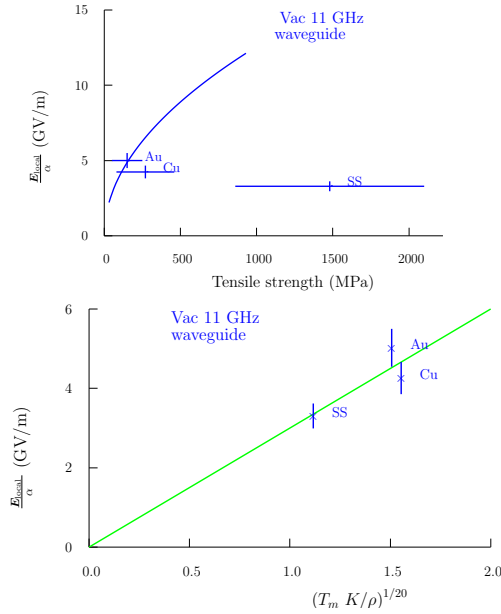 15
10
5
0
Vac 11 GHz
waveguide
Au
Cu
SS
E_local/α (GV/m)
0 500 1000 1500 2000
Tensile strength (MPa)
6
4
2
0
Vac 11 GHz
waveguide
Au
Cu
SS
E_local/α (GV/m)
0.0 0.5 1.0 1.5 2.0
(T_m K/ρ)^1/20